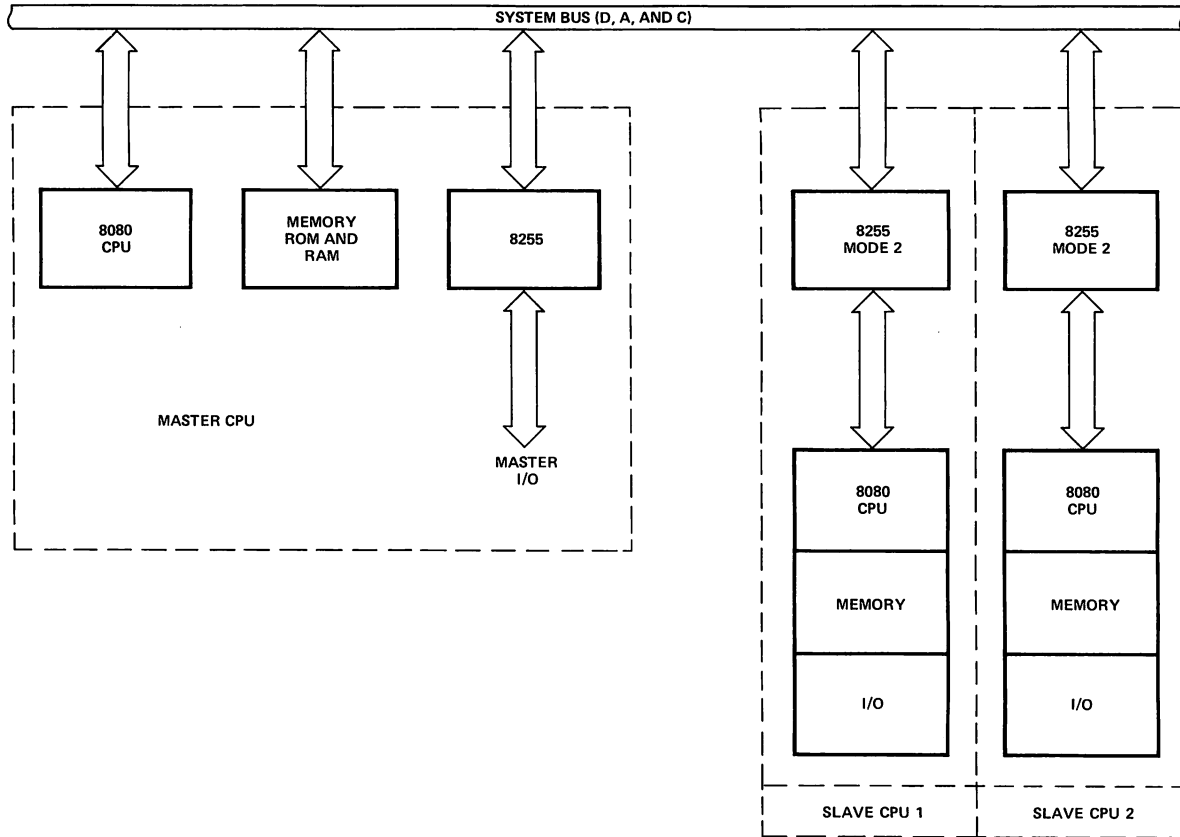 SYSTEM BUS (D, A, AND C)
8080
CPU
MEMORY
ROM AND
RAM
8255
8255
MODE 2
8255
MODE 2
MASTER CPU
MASTER
I/O
8080
CPU
8080
CPU
MEMORY
MEMORY
I/O
I/O
SLAVE CPU 1
SLAVE CPU 2